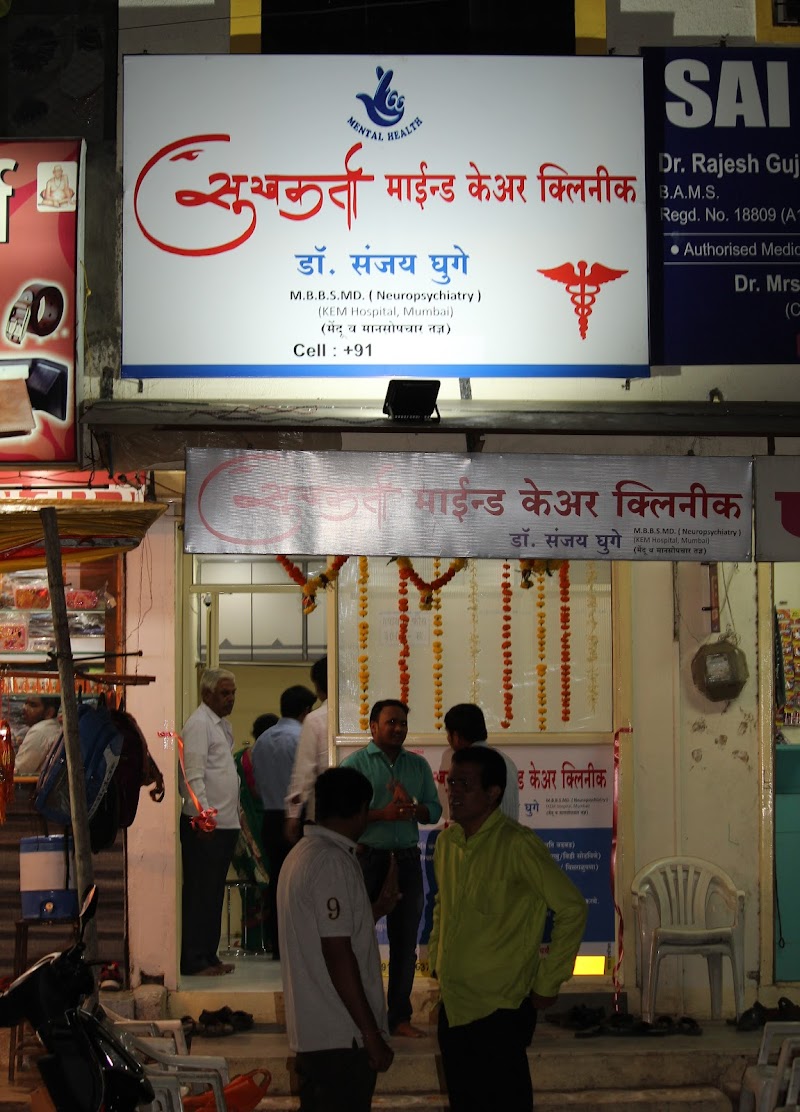 MENTAL HEALTH
सुखकर्ता माईन्ड केअर क्लिनीक
डॉ. संजय घुगे
M.B.B.S.MD. ( Neuropsychiatry )
(KEM Hospital, Mumbai)
(मेंदू व मानसोपचार तज्ञ)
Cell : +91
SAI
Dr. Rajesh Guj
B.A.M.S.
Regd. No. 18809 (A1
● Authorised Medic
Dr. Mrs
(C
सुखकर्ता माईन्ड केअर क्लिनीक
डॉ. संजय घुगे
M.B.B.S.MD. ( Neuropsychiatry )
(KEM Hospital, Mumbai)
(मेंदू व मानसोपचार तज्ञ)
केअर क्लिनीक
घुगे
9